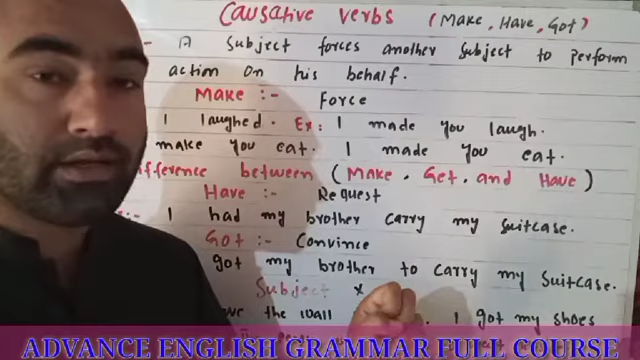 Causative Verbs (Make, Have, Got)
:- A Subject forces another subject to perform
action on his behalf.
Make :- Force
I laughed. Ex: I made you laugh.
make you eat. I made you eat.
ifference between (Make. Get. and Have)
Have :- Request
:- I had my brother carry my suitcase.
Got :- Convince
got my brother to carry my Suitcase.
Subject x
the wall . I got my shoes
ADVANCE ENGLISH GRAMMAR FULL COURSE